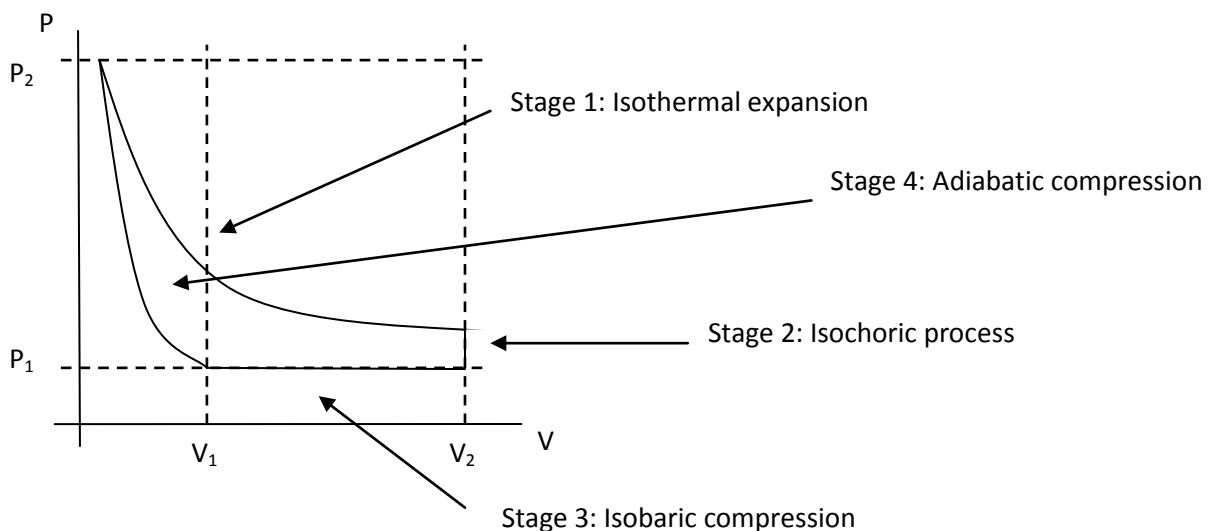 P
P₂
Stage 1: Isothermal expansion
Stage 4: Adiabatic compression
Stage 2: Isochoric process
P₁
V₁
V₂
V
Stage 3: Isobaric compression